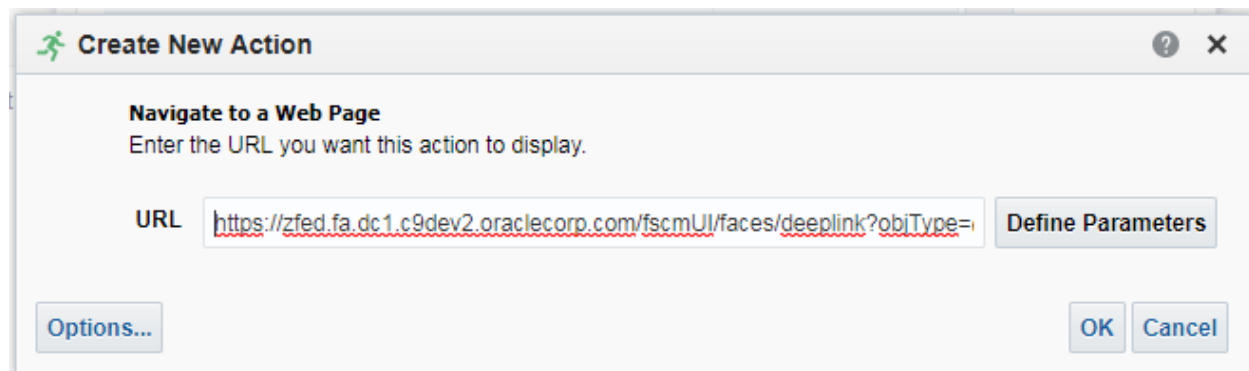 Create New Action
Navigate to a Web Page
Enter the URL you want this action to display.
URL https://zfed.fa.dc1.c9dev2.oraclecorp.com/fscmUI/faces/deeplink?objType= Define Parameters
Options... OK Cancel